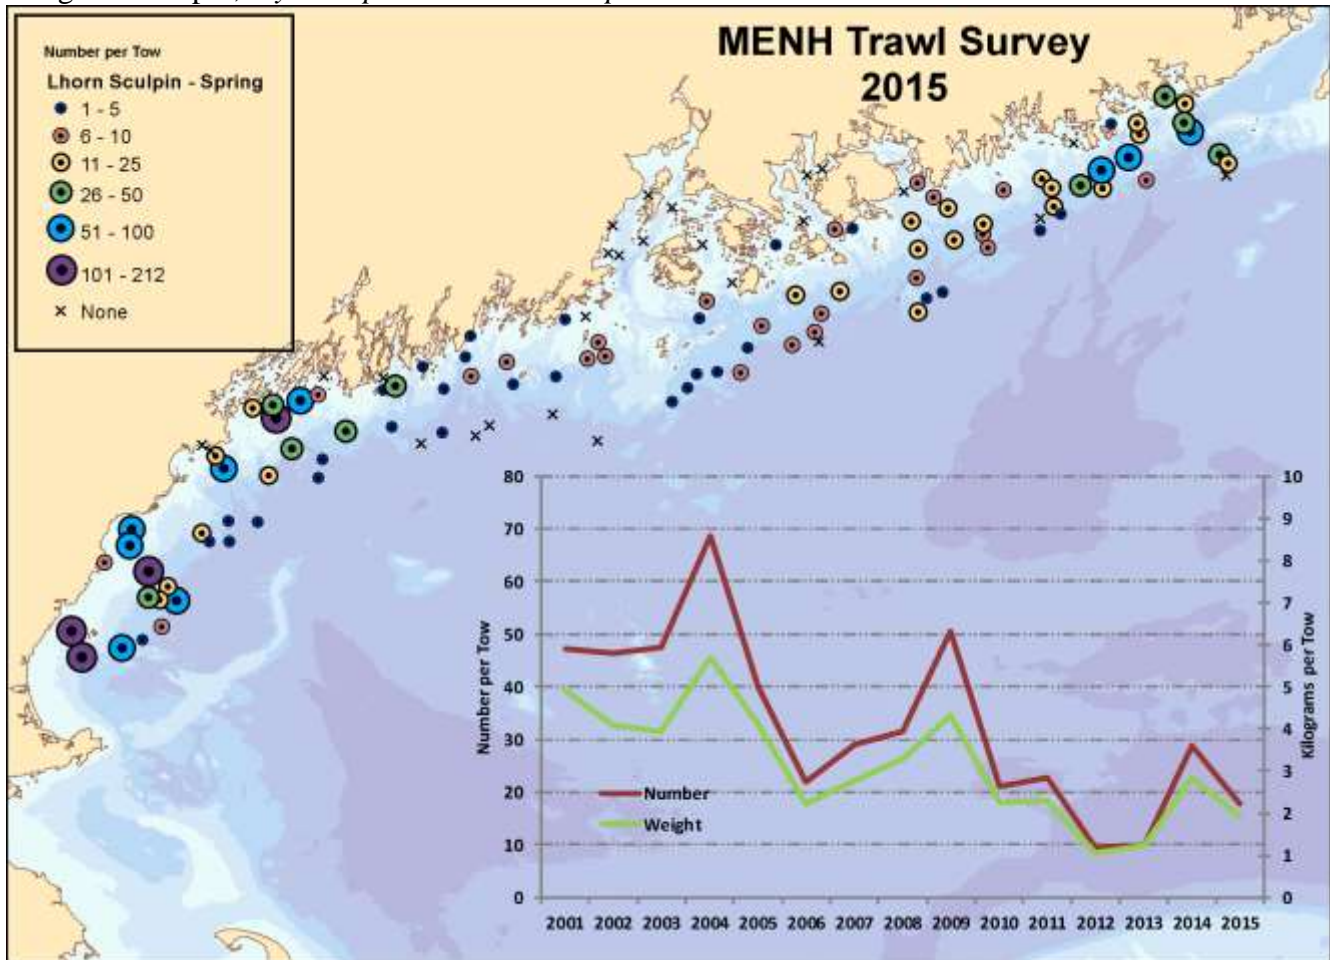 MENH Trawl Survey
2015
Number per Tow
Lhorn Sculpin - Spring
1 - 5
6 - 10
11 - 25
26 - 50
51 - 100
101 - 212
× None
80
70
60
50
40
30
20
10
0
Number per Tow
Number
Weight
10
9
8
7
6
5
4
3
2
1
0
Kilograms per Tow
2001 2002 2003 2004 2005 2006 2007 2008 2009 2010 2011 2012 2013 2014 2015